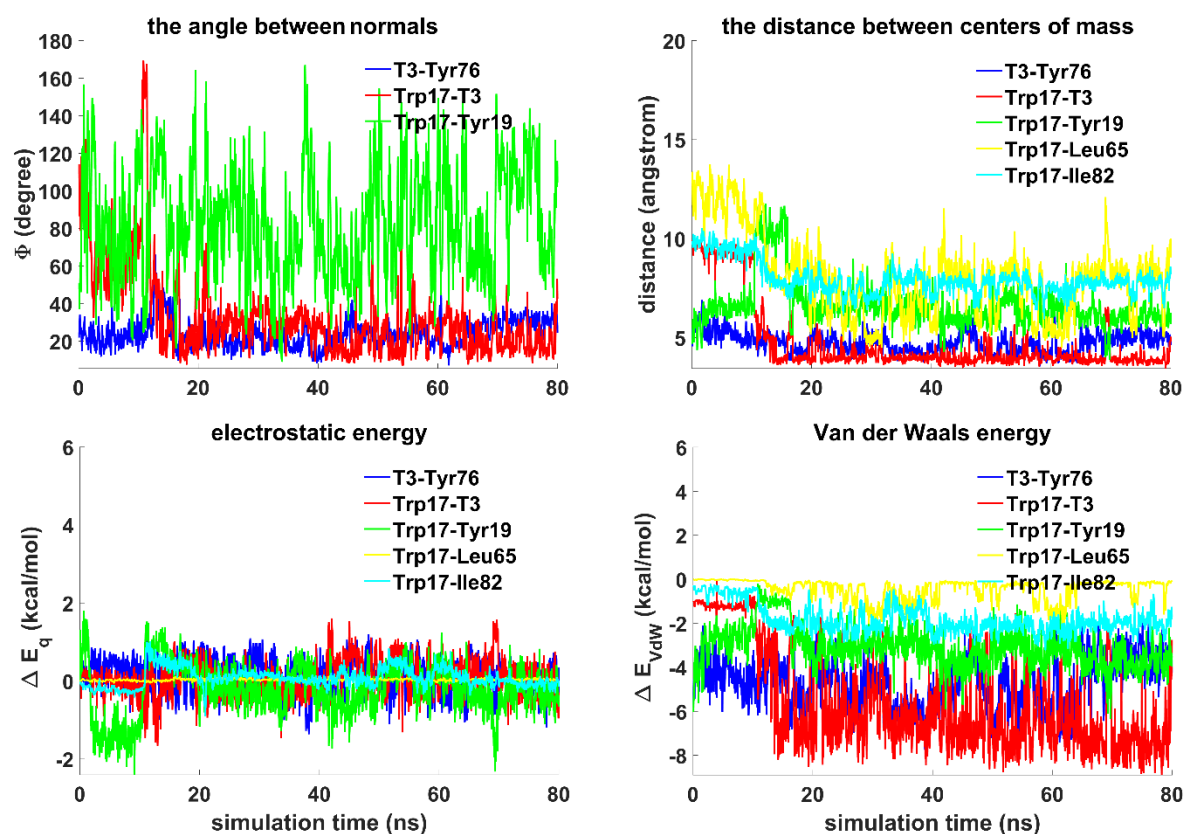 the angle between normals
180
160
140
120
100
80
60
40
20
0
20
40
60
80
Φ (degree)
T3-Tyr76
Trp17-T3
Trp17-Tyr19
the distance between centers of mass
20
15
10
5
0
20
40
60
80
distance (angstrom)
T3-Tyr76
Trp17-T3
Trp17-Tyr19
Trp17-Leu65
Trp17-Ile82
electrostatic energy
6
4
2
0
-2
0
20
40
60
80
Δ Eq (kcal/mol)
simulation time (ns)
T3-Tyr76
Trp17-T3
Trp17-Tyr19
Trp17-Leu65
Trp17-Ile82
Van der Waals energy
6
4
2
0
-2
-4
-6
-8
0
20
40
60
80
Δ EVdW (kcal/mol)
simulation time (ns)
T3-Tyr76
Trp17-T3
Trp17-Tyr19
Trp17-Leu65
Trp17-Ile82